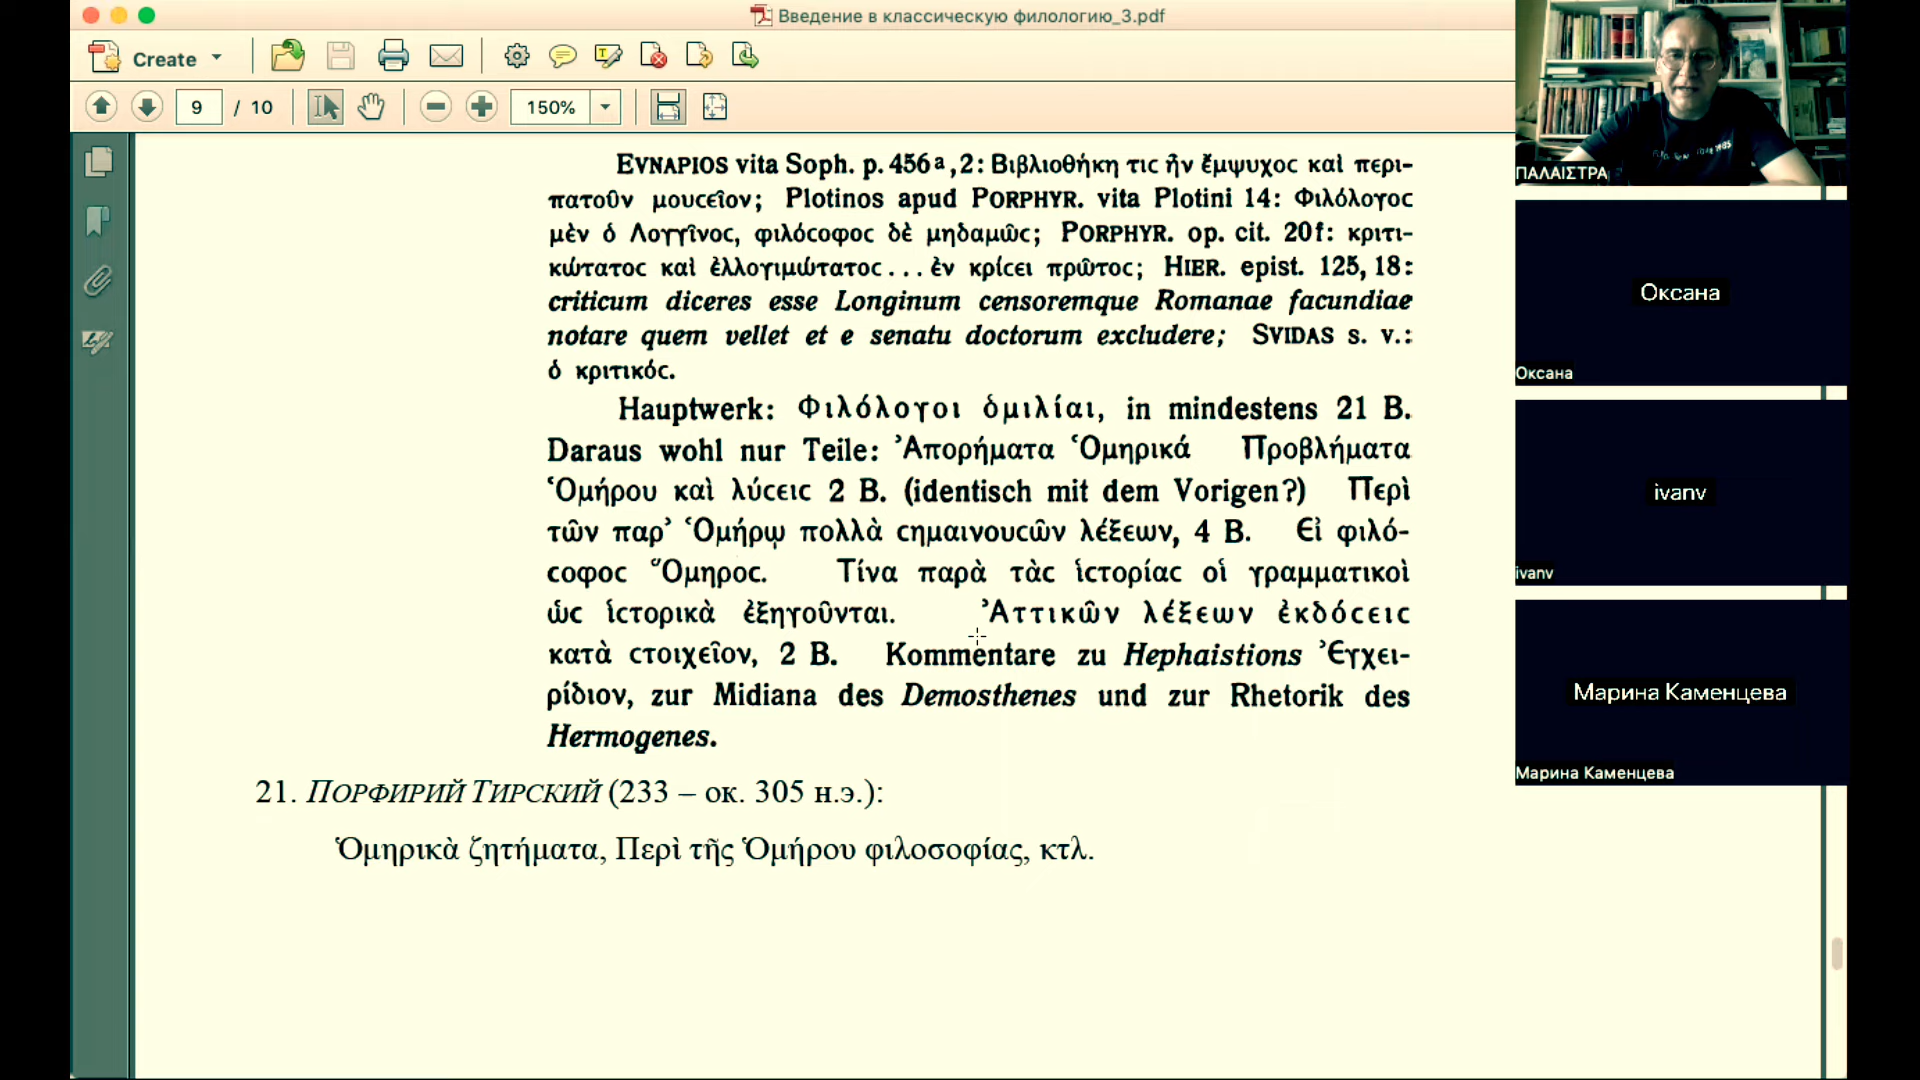 Введение в классическую филологию_3.pdf
Create
9 / 10
150%
EVNAPIOS vita Soph. p. 456ᵃ, 2: Βιβλιοθήκη τις ἦν ἔμψυχος καὶ περι-
πατοῦν μουςεῖον; Plotinos apud PORPHYR. vita Plotini 14: Φιλόλογος
μὲν ὁ Λογγῖνος, φιλόςοφος δὲ μηδαμῶς; PORPHYR. op. cit. 20f: κριτι-
κώτατος καὶ ἐλλογιμώτατος... ἐν κρίςει πρῶτος; HIER. epist. 125, 18:
criticum diceres esse Longinum censoremque Romanae facundiae
notare quem vellet et e senatu doctorum excludere; SVIDAS s. v.:
ὁ κριτικός.
Hauptwerk: Φιλόλογοι ὁμιλίαι, in mindestens 21 B.
Daraus wohl nur Teile: Ἀπορήματα Ὁμηρικά Προβλήματα
Ὁμήρου καὶ λύςεις 2 B. (identisch mit dem Vorigen?) Περὶ
τῶν παρ’ Ὁμήρῳ πολλὰ ςημαινουςῶν λέξεων, 4 B. Εἰ φιλό-
ςοφος Ὅμηρος. Τίνα παρὰ τὰς ἱςτορίας οἱ γραμματικοὶ
ὡς ἱςτορικὰ ἐξηγοῦνται. Ἀττικῶν λέξεων ἐκδόςεις
κατὰ ςτοιχεῖον, 2 B. Kommentare zu Hephaistions Ἐγχει-
ρίδιον, zur Midiana des Demosthenes und zur Rhetorik des
Hermogenes.
21. ПОРФИРИЙ ТИРСКИЙ (233 – ок. 305 н.э.):
Ὁμηρικὰ ζητήματα, Περὶ τῆς Ὁμήρου φιλοσοφίας, κτλ.
ΠΑΛΑΙΣΤΡΑ
Оксана
Оксана
ivanv
ivanv
Марина Каменцева
Марина Каменцева